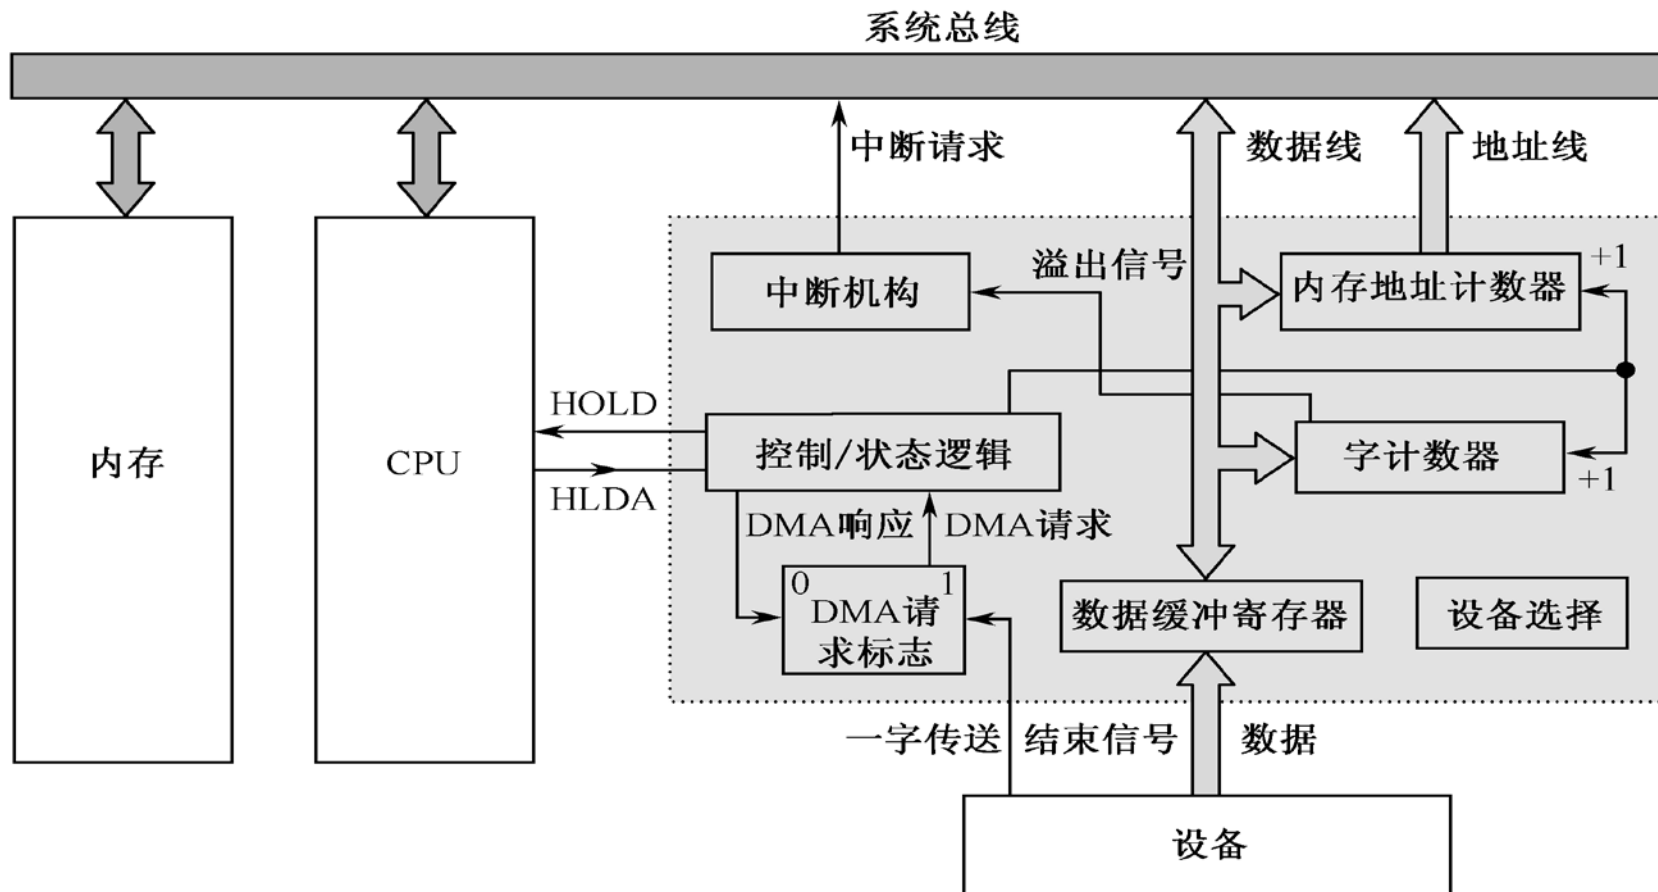 系统总线
中断请求
数据线
地址线
溢出信号
+1
中断机构
内存地址计数器
HOLD
内存
CPU
控制/状态逻辑
字计数器
+1
HLDA
DMA响应
DMA请求
0
1
DMA请
求标志
数据缓冲寄存器
设备选择
一字传送
结束信号
数据
设备